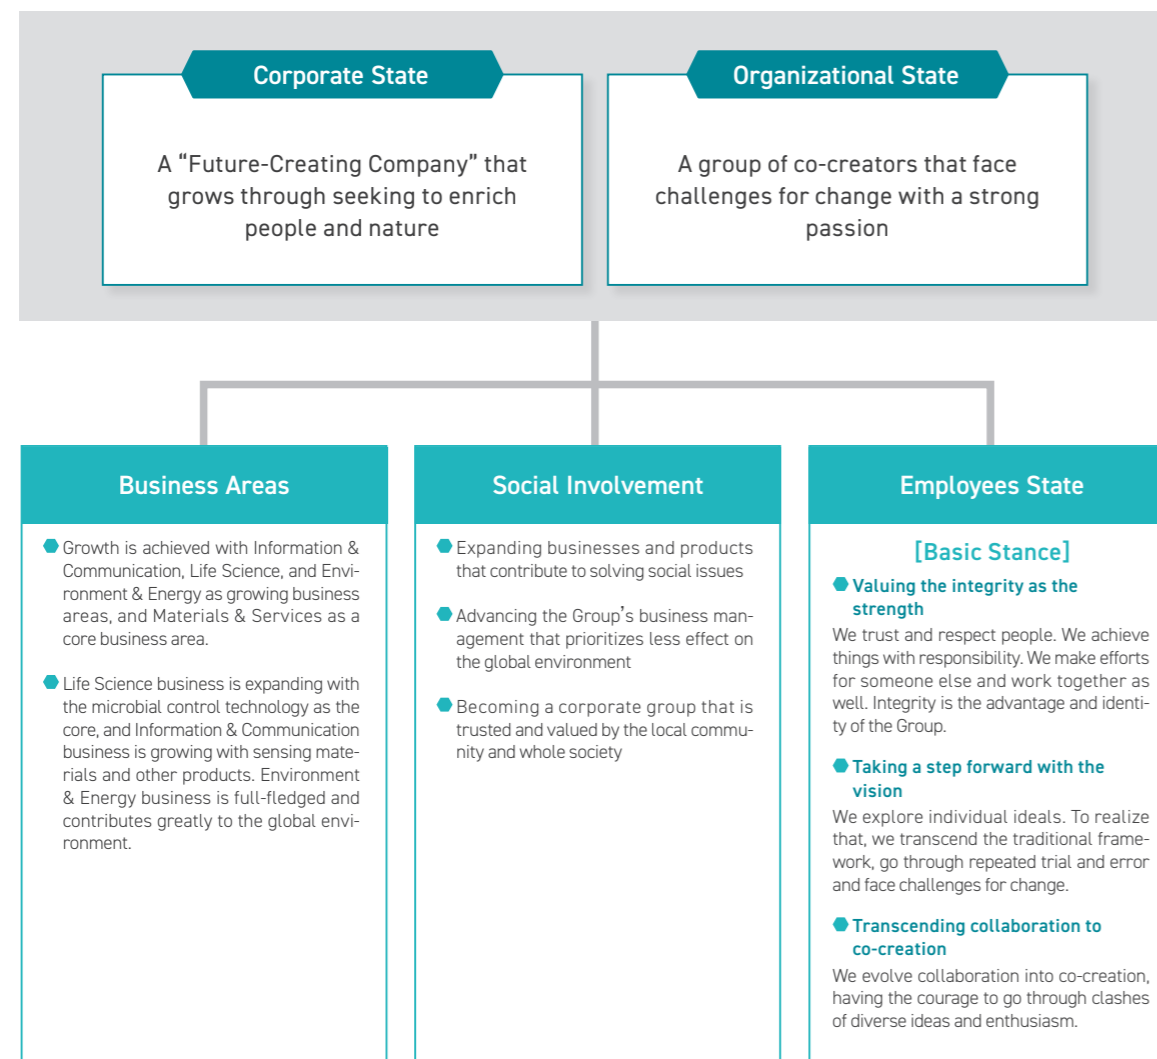 Corporate State
A “Future-Creating Company” that
grows through seeking to enrich
people and nature
Organizational State
A group of co-creators that face
challenges for change with a strong
passion
Business Areas
Growth is achieved with Information &
Communication, Life Science, and Envi-
ronment & Energy as growing business
areas, and Materials & Services as a
core business area.
Life Science business is expanding with
the microbial control technology as the
core, and Information & Communication
business is growing with sensing mate-
rials and other products. Environment
& Energy business is full-fledged and
contributes greatly to the global envi-
ronment.
Social Involvement
Expanding businesses and products
that contribute to solving social issues
Advancing the Group’s business man-
agement that prioritizes less effect on
the global environment
Becoming a corporate group that is
trusted and valued by the local commu-
nity and whole society
Employees State
[Basic Stance]
Valuing the integrity as the
strength
We trust and respect people. We achieve
things with responsibility. We make efforts
for someone else and work together as
well. Integrity is the advantage and identi-
ty of the Group.
Taking a step forward with the
vision
We explore individual ideals. To realize
that, we transcend the traditional frame-
work, go through repeated trial and error
and face challenges for change.
Transcending collaboration to
co-creation
We evolve collaboration into co-creation,
having the courage to go through clashes
of diverse ideas and enthusiasm.